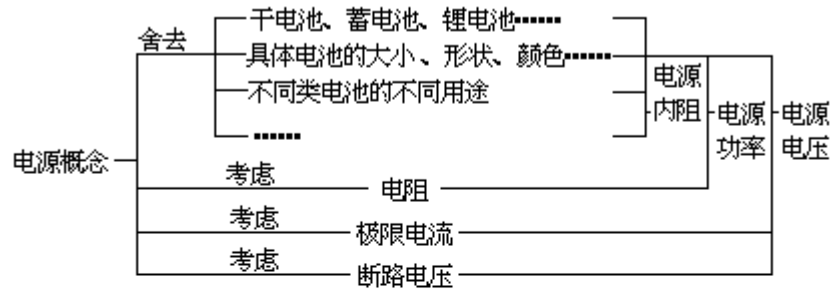 舍去
干电池、蓄电池、锂电池······
具体电池的大小、形状、颜色······
不同类电池的不同用途
······
电源内阻
电源功率
电源电压
电源概念
考虑
电阻
考虑
极限电流
考虑
断路电压